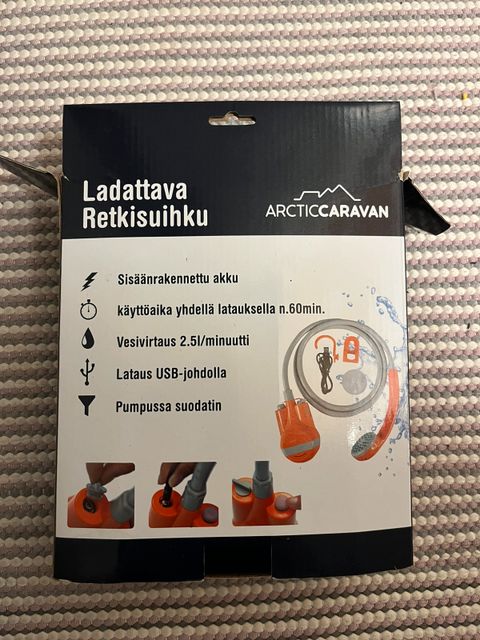 Ladattava
Retkisuihku
ARCTICCARAVAN
Sisäänrakennettu akku
käyttöaika yhdellä latauksella n.60min.
Vesivirtaus 2.5l/minuutti
Lataus USB-johdolla
Pumpussa suodatin